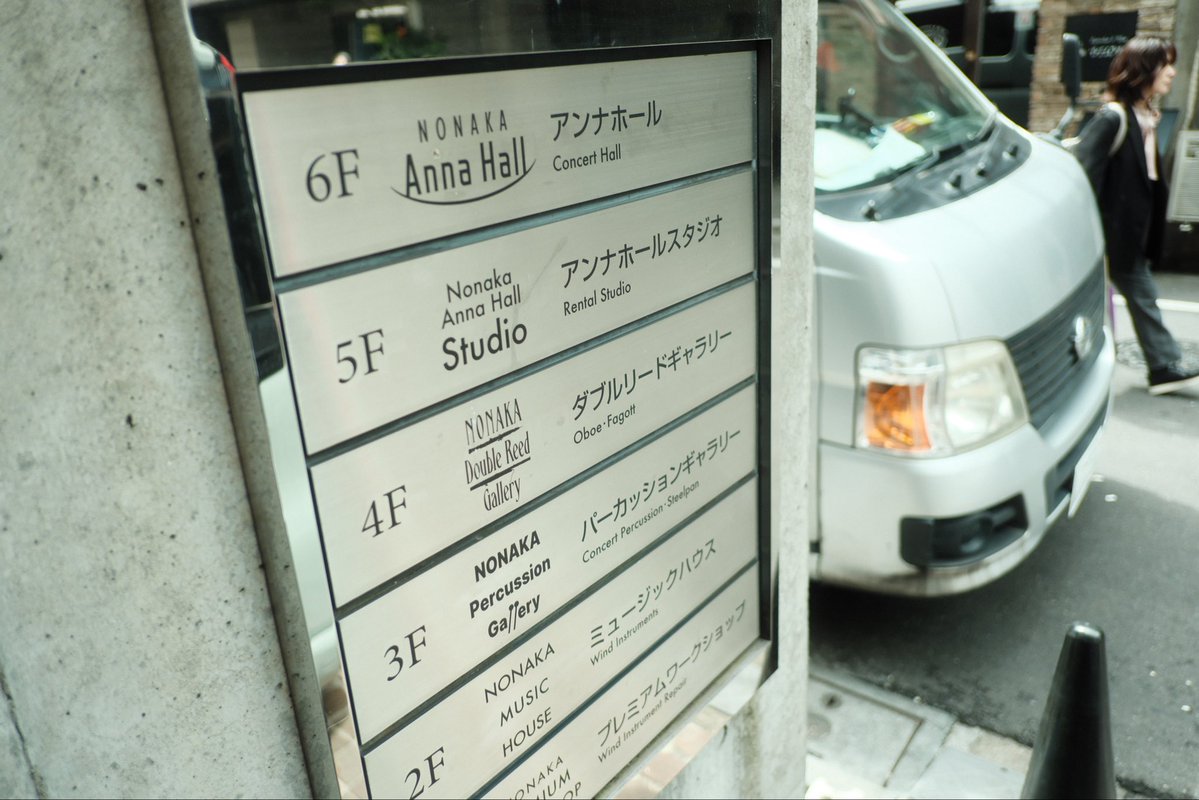 6F
NONAKA
Anna Hall
アンナホール
Concert Hall
5F
Nonaka
Anna Hall
Studio
アンナホールスタジオ
Rental Studio
4F
NONAKA
Double Reed
Gallery
ダブルリードギャラリー
Oboe・Fagott
3F
NONAKA
Percussion
Gallery
パーカッションギャラリー
Concert Percussion・Steelpan
2F
NONAKA
MUSIC
HOUSE
ミュージックハウス
Wind Instruments
NONAKA
プレミアムワークショップ
Wind Instrument Repair